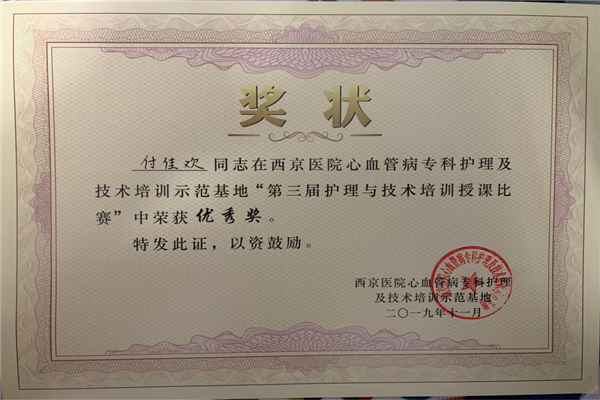 奖状
付佳欢 同志在西京医院心血管病专科护理及
技术培训示范基地“第三届护理与技术培训授课比
赛”中荣获 优秀奖。
特发此证，以资鼓励。
西京医院心血管病专科护理
及技术培训示范基地
二〇一九年十一月